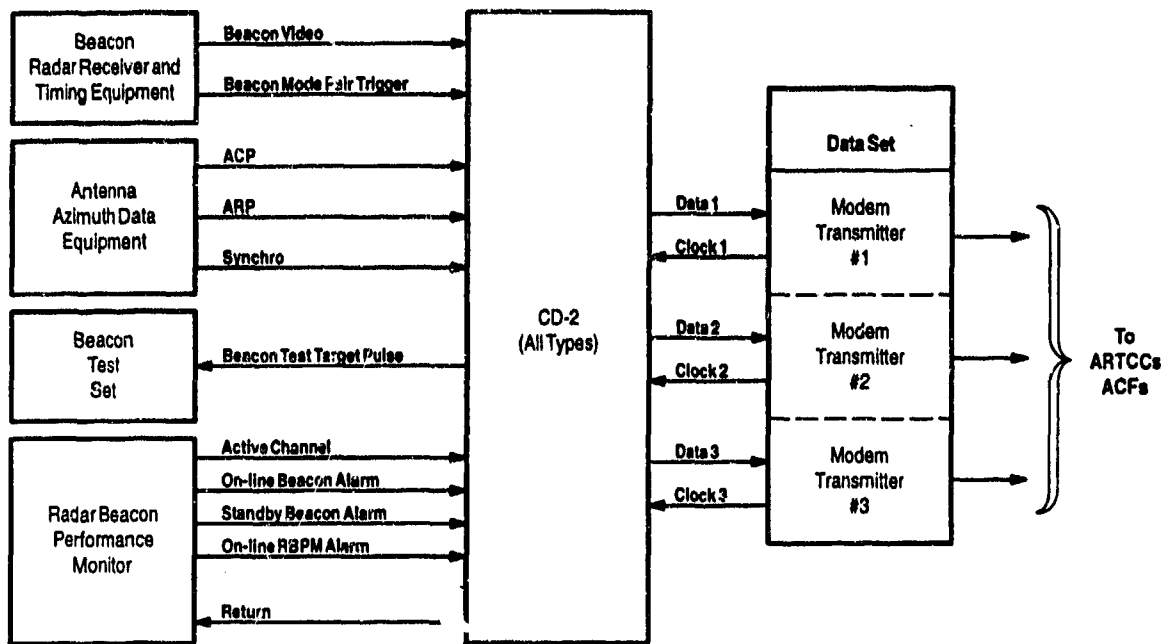 Beacon
Radar Receiver and
Timing Equipment
Beacon Video
Beacon Mode Pair Trigger
Antenna
Azimuth Data
Equipment
ACP
ARP
Synchro
Beacon
Test
Set
Beacon Test Target Pulse
Radar Beacon
Performance
Monitor
Active Channel
On-line Beacon Alarm
Standby Beacon Alarm
On-line RBPM Alarm
Return
CD-2
(All Types)
Data 1
Clock 1
Data 2
Clock 2
Data 3
Clock 3
Data Set
Modem
Transmitter
#1
Modem
Transmitter
#2
Modem
Transmitter
#3
To
ARTCCs
ACFs